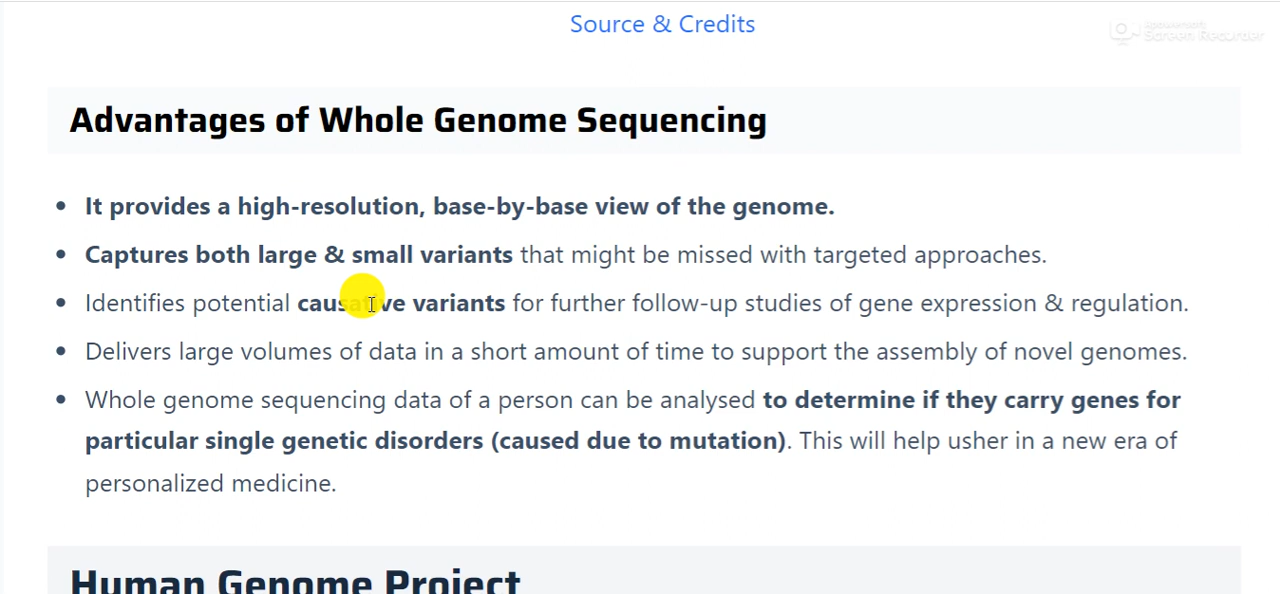 Source & Credits
Screen Recorder
Advantages of Whole Genome Sequencing
It provides a high-resolution, base-by-base view of the genome.
Captures both large & small variants that might be missed with targeted approaches.
Identifies potential causative variants for further follow-up studies of gene expression & regulation.
Delivers large volumes of data in a short amount of time to support the assembly of novel genomes.
Whole genome sequencing data of a person can be analysed to determine if they carry genes for
particular single genetic disorders (caused due to mutation). This will help usher in a new era of
personalized medicine.
Human Genome Project